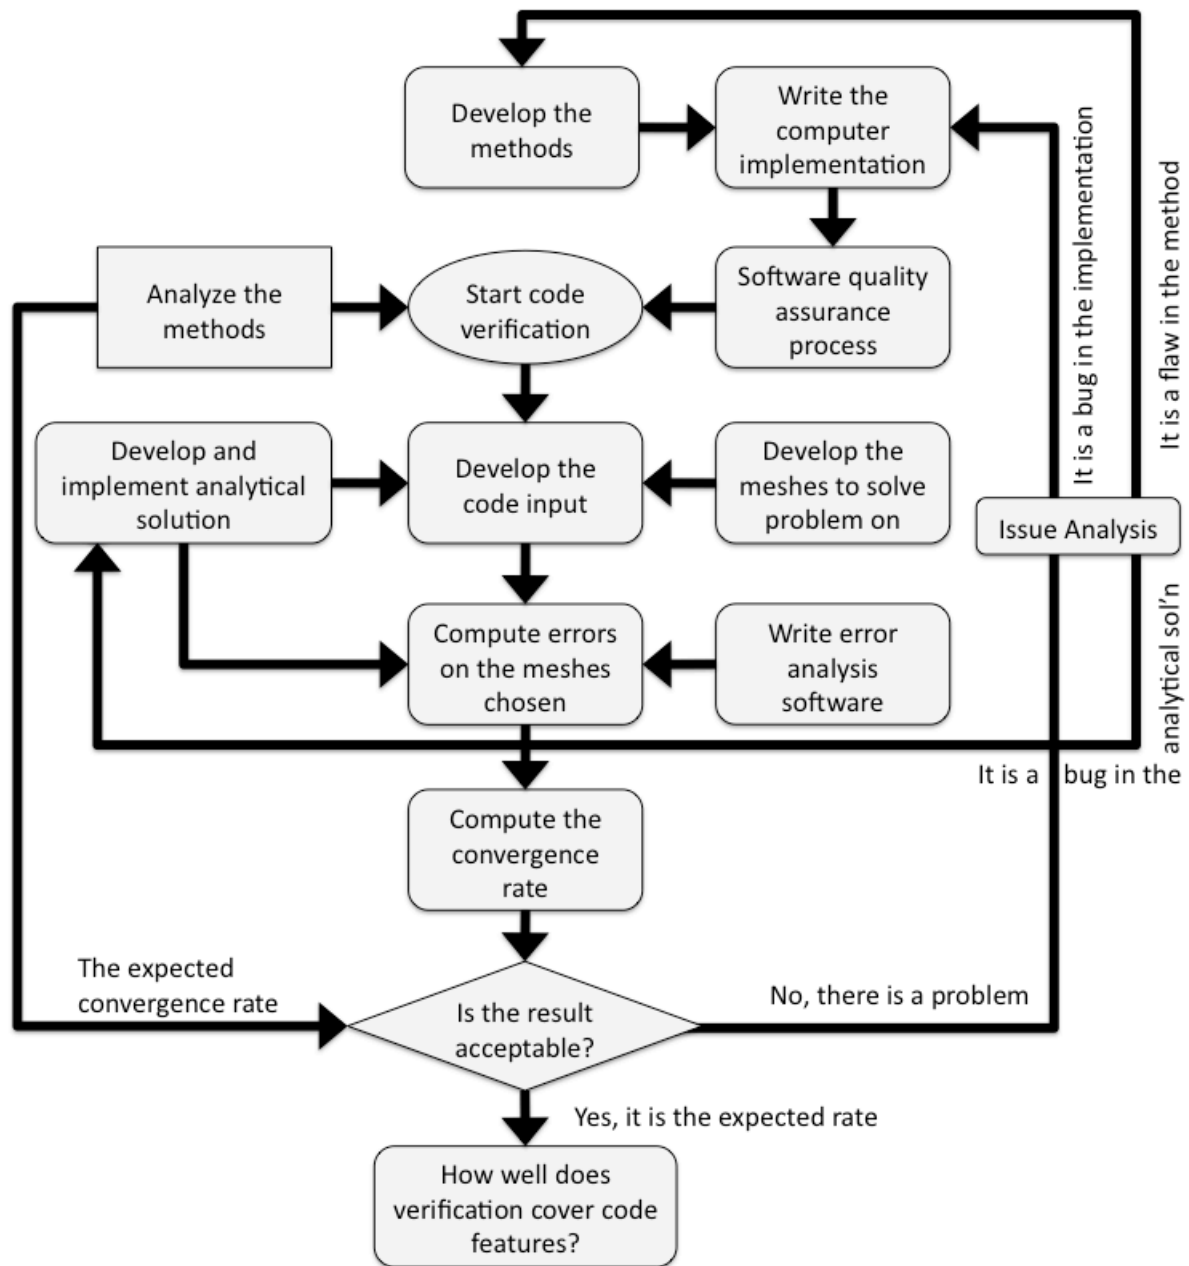 Develop the
methods
Write the
computer
implementation
Analyze the
methods
Start code
verification
Software quality
assurance
process
It is a bug in the implementation
It is a flaw in the method
Develop and
implement analytical
solution
Develop the
code input
Develop the
meshes to solve
problem on
Issue Analysis
Compute errors
on the meshes
chosen
Write error
analysis
software
It is a bug in the
analytical sol’n
Compute the
convergence
rate
The expected
convergence rate
Is the result
acceptable?
No, there is a problem
Yes, it is the expected rate
How well does
verification cover code
features?